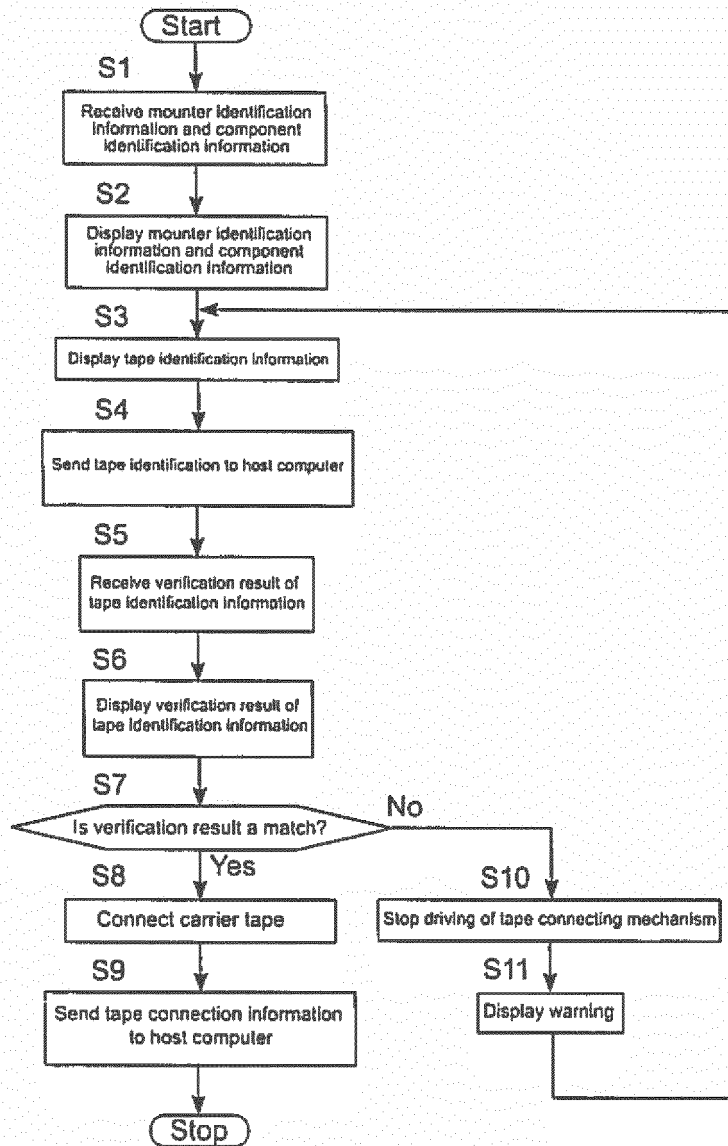 Start
S1
Receive mounter identification
information and component
identification information
S2
Display mounter identification
information and component
identification information
S3
Display tape identification information
S4
Send tape identification to host computer
S5
Receive verification result of
tape identification information
S6
Display verification result of
tape identification information
S7
Is verification result a match?
No
Yes
S8
Connect carrier tape
S9
Send tape connection information
to host computer
Stop
S10
Stop driving of tape connecting mechanism
S11
Display warning